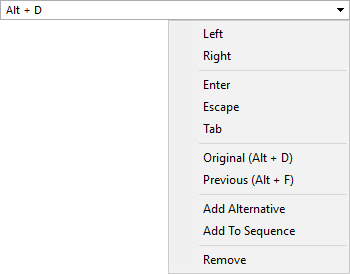 Alt + D
Left
Right
Enter
Escape
Tab
Original (Alt + D)
Previous (Alt + F)
Add Alternative
Add To Sequence
Remove